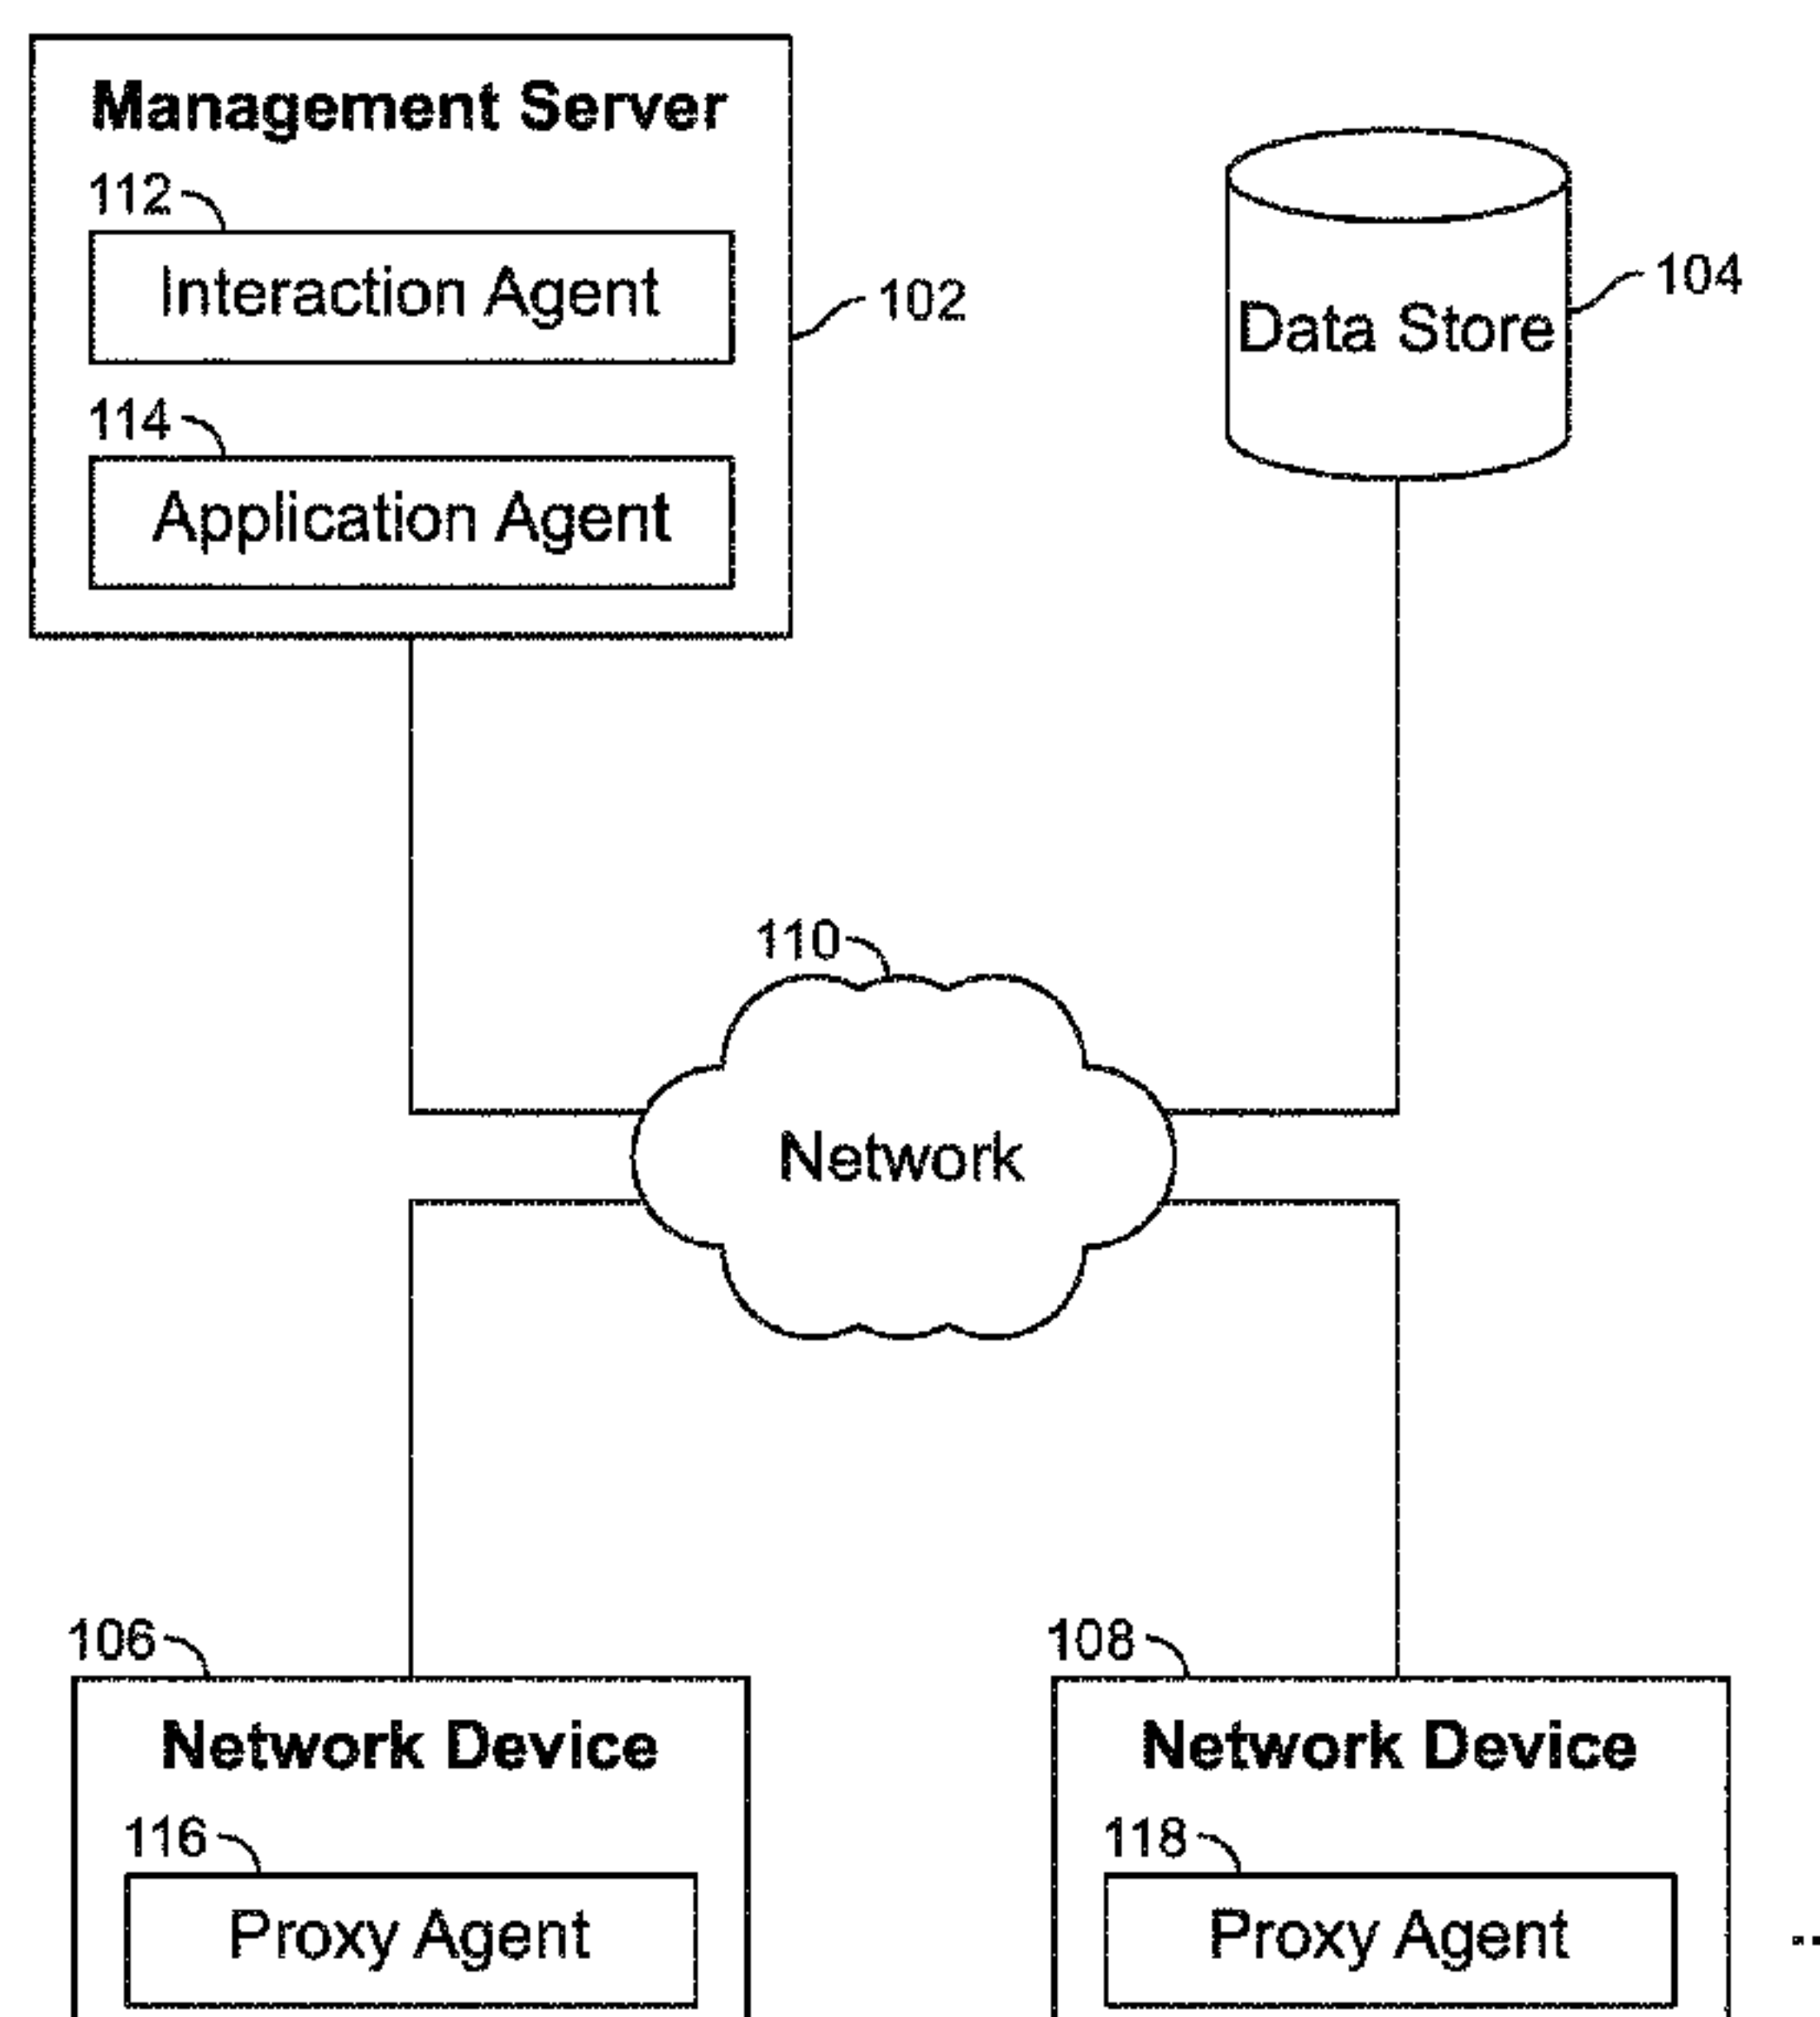 Management Server
112
Interaction Agent
102
114
Application Agent
104
Data Store
110
Network
106
Network Device
116
Proxy Agent
108
Network Device
118
Proxy Agent
..